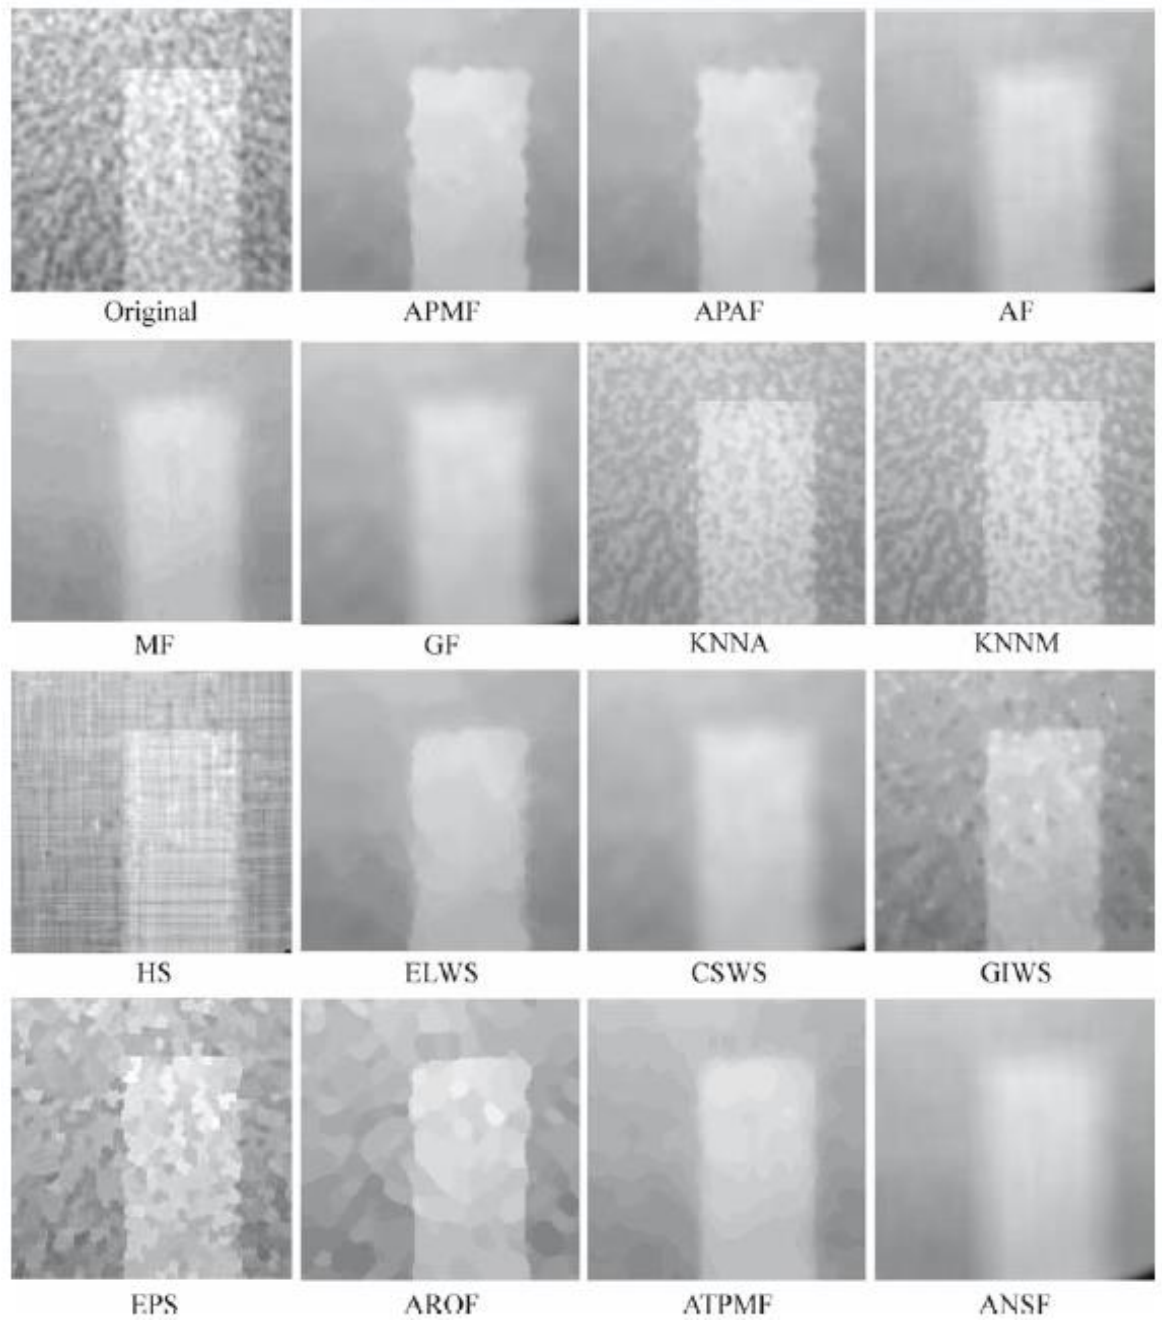 Original APMF APAF AF
MF GF KNNA KNNM
HS ELWS CSWS GIWS
EPS AROF ATPMF ANSF